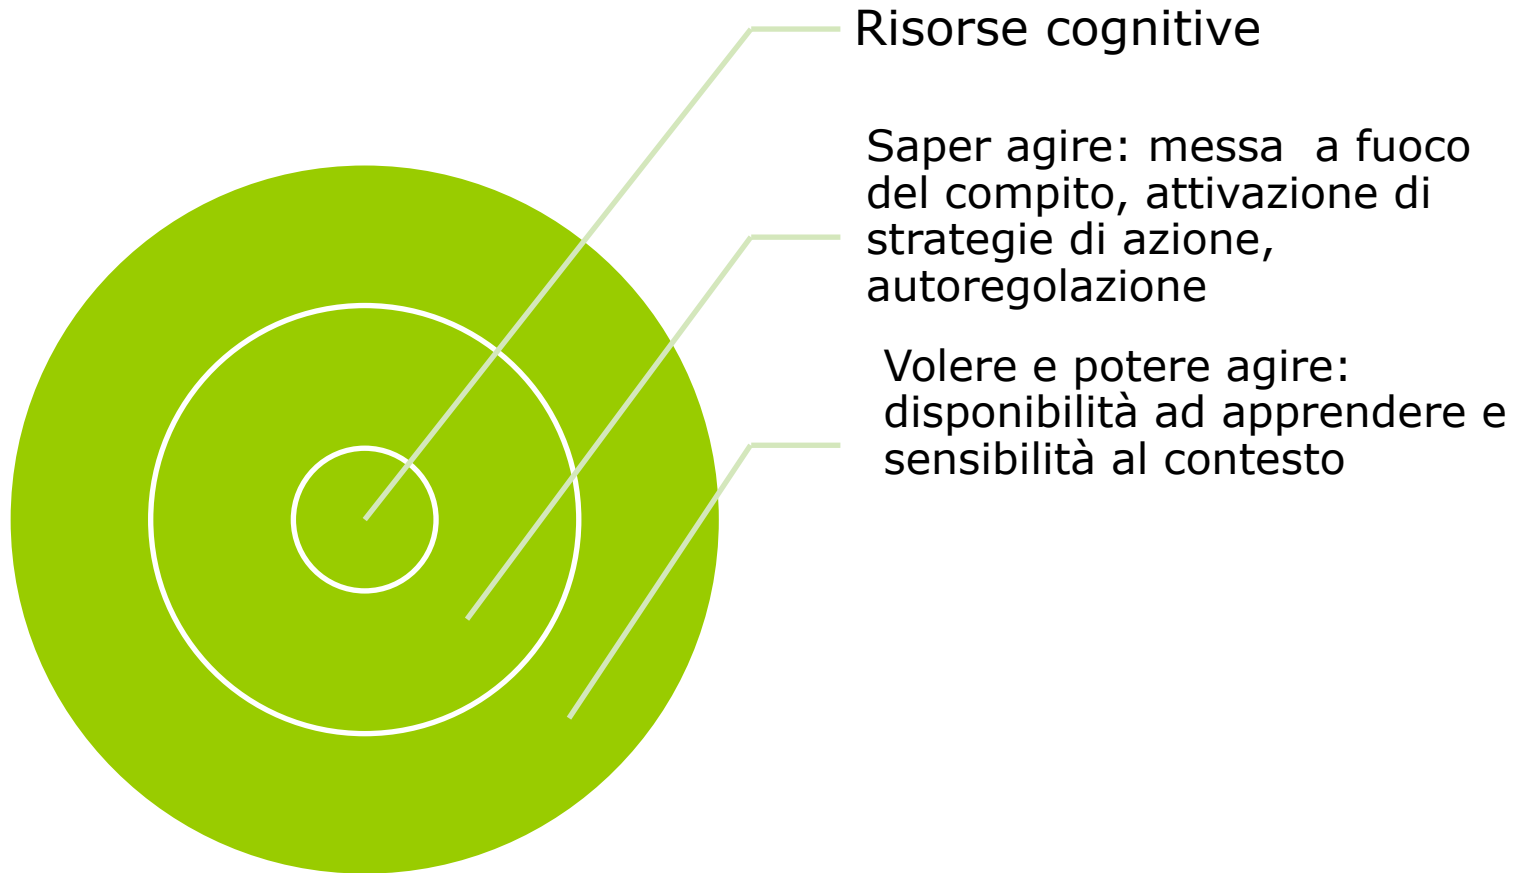 Risorse cognitive
Saper agire: messa  a fuoco
del compito, attivazione di
strategie di azione,
autoregolazione
Volere e potere agire:
disponibilità ad apprendere e
sensibilità al contesto